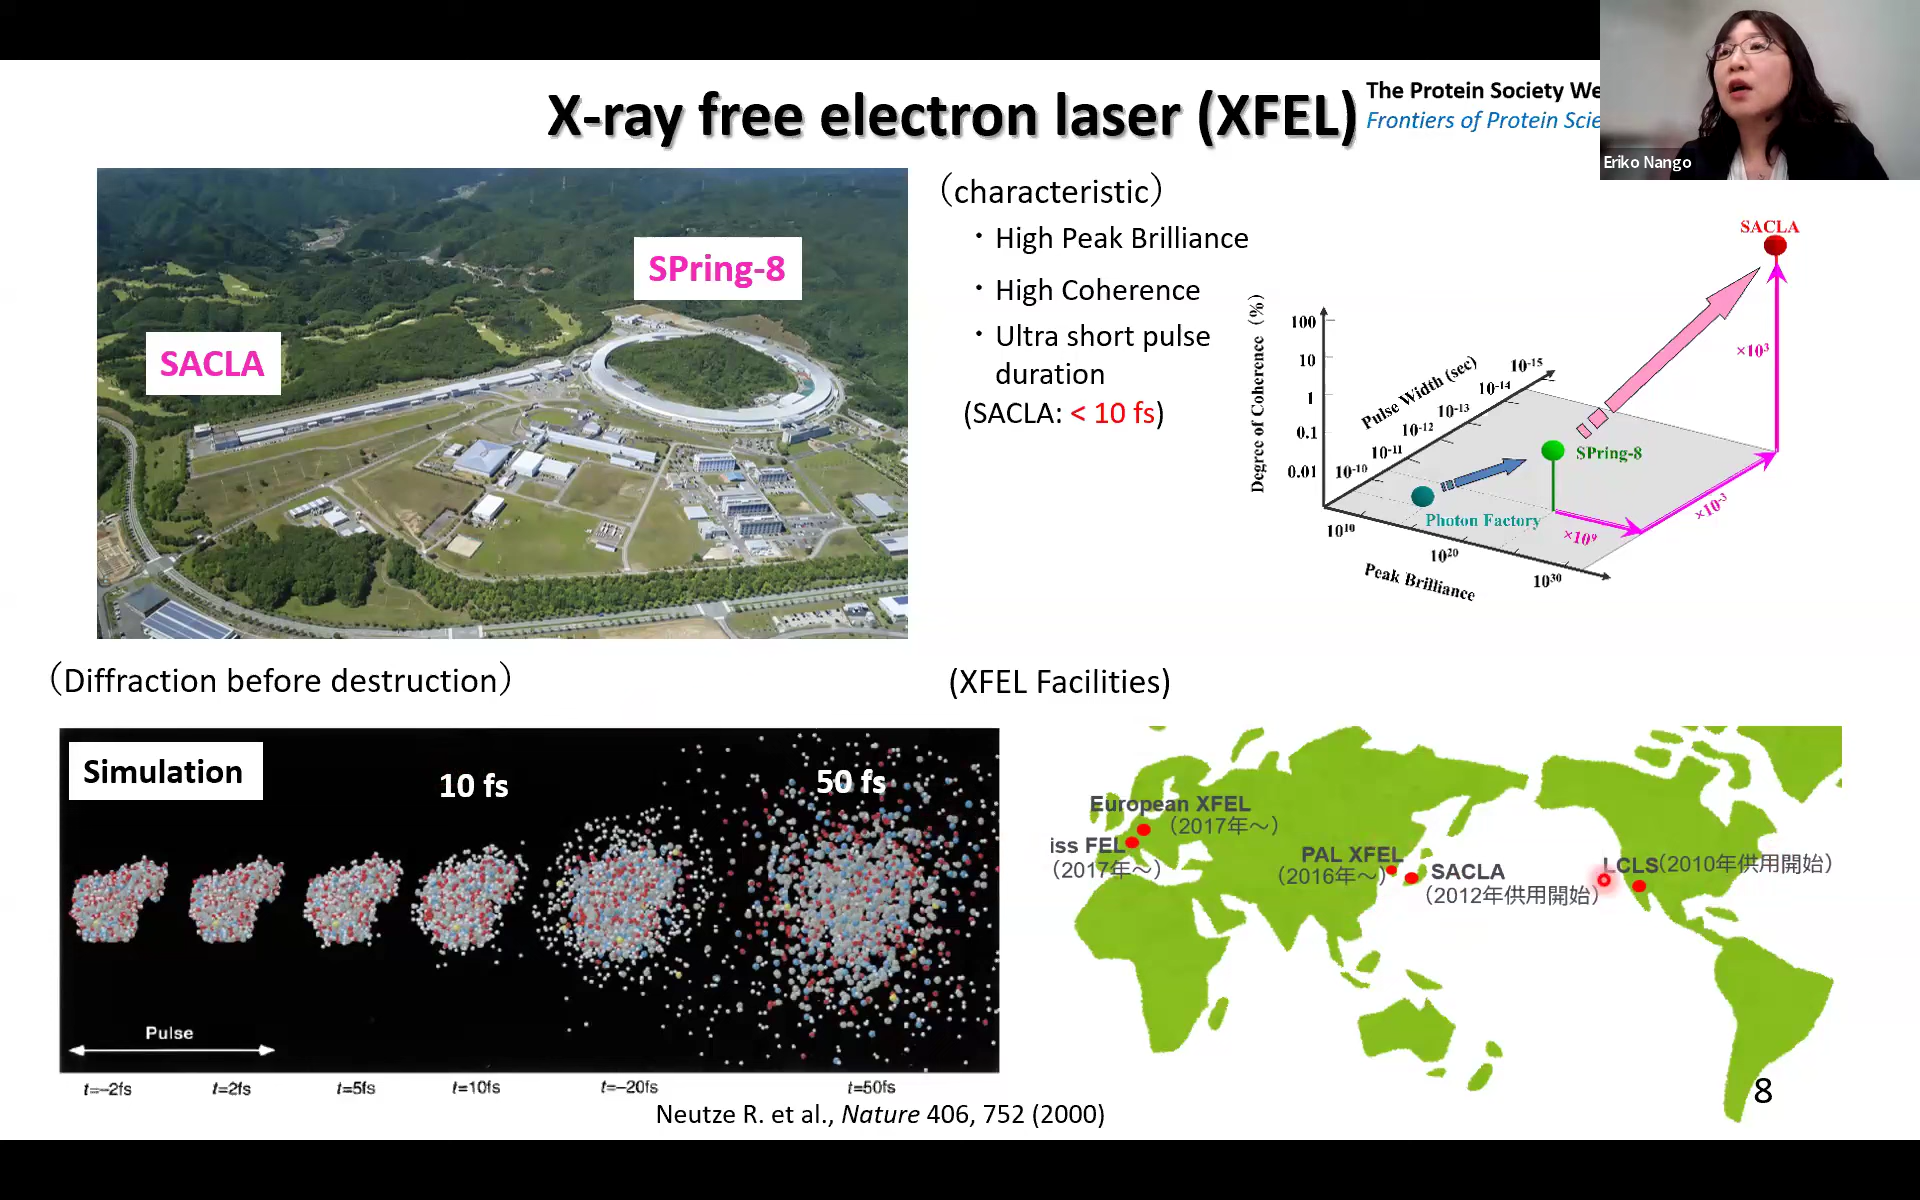 X-ray free electron laser (XFEL)
The Protein Society We
Frontiers of Protein Scie
Eriko Nango
SPring-8
SACLA
（characteristic）
・High Peak Brilliance
・High Coherence
・Ultra short pulse
duration
(SACLA: < 10 fs)
SACLA
×10³
Degree of Coherence (%)
100
10
1
0.1
0.01
Pulse Width (sec)
10⁻¹⁵
10⁻¹⁴
10⁻¹³
10⁻¹²
10⁻¹¹
10⁻¹⁰
SPring-8
Photon Factory
×10⁻³
×10⁹
10¹⁰
10²⁰
10³⁰
Peak Brilliance
（Diffraction before destruction）
Simulation
10 fs
50 fs
Pulse
t=–2fs
t=2fs
t=5fs
t=10fs
t=–20fs
t=50fs
Neutze R. et al., Nature 406, 752 (2000)
(XFEL Facilities)
European XFEL
（2017年～）
iss FEL
（2017年～）
PAL XFEL
（2016年～）
SACLA
（2012年供用開始）
LCLS（2010年供用開始）
8